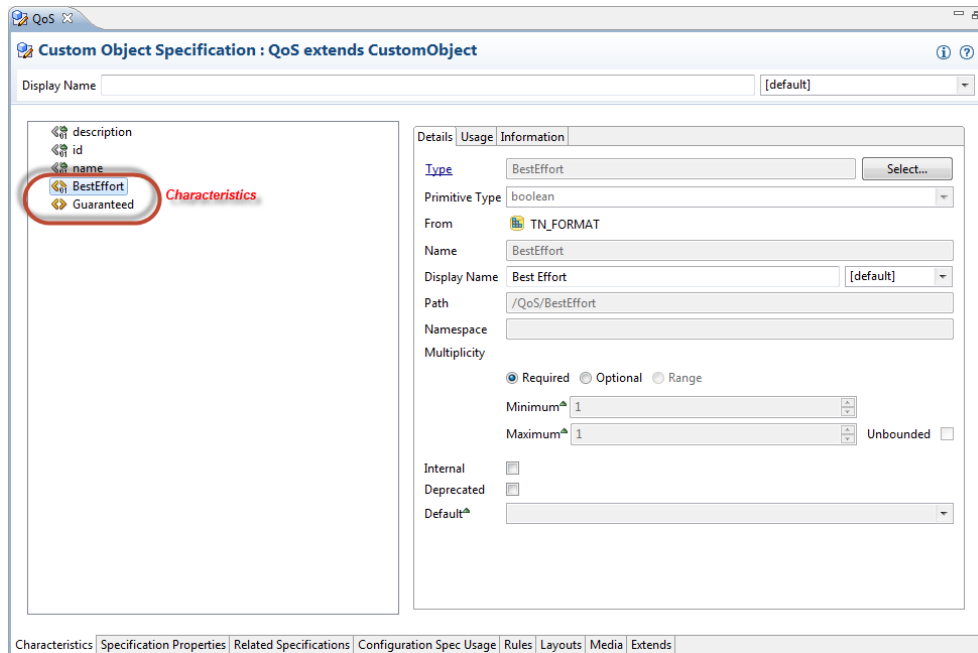 QoS
Custom Object Specification : QoS extends CustomObject
Display Name [default]
description
id
name
BestEffort
Guaranteed
Characteristics
Details Usage Information
Type BestEffort Select...
Primitive Type boolean
From TN_FORMAT
Name BestEffort
Display Name Best Effort [default]
Path /QoS/BestEffort
Namespace
Multiplicity
Required Optional Range
Minimum 1
Maximum 1 Unbounded
Internal
Deprecated
Default
Characteristics Specification Properties Related Specifications Configuration Spec Usage Rules Layouts Media Extends